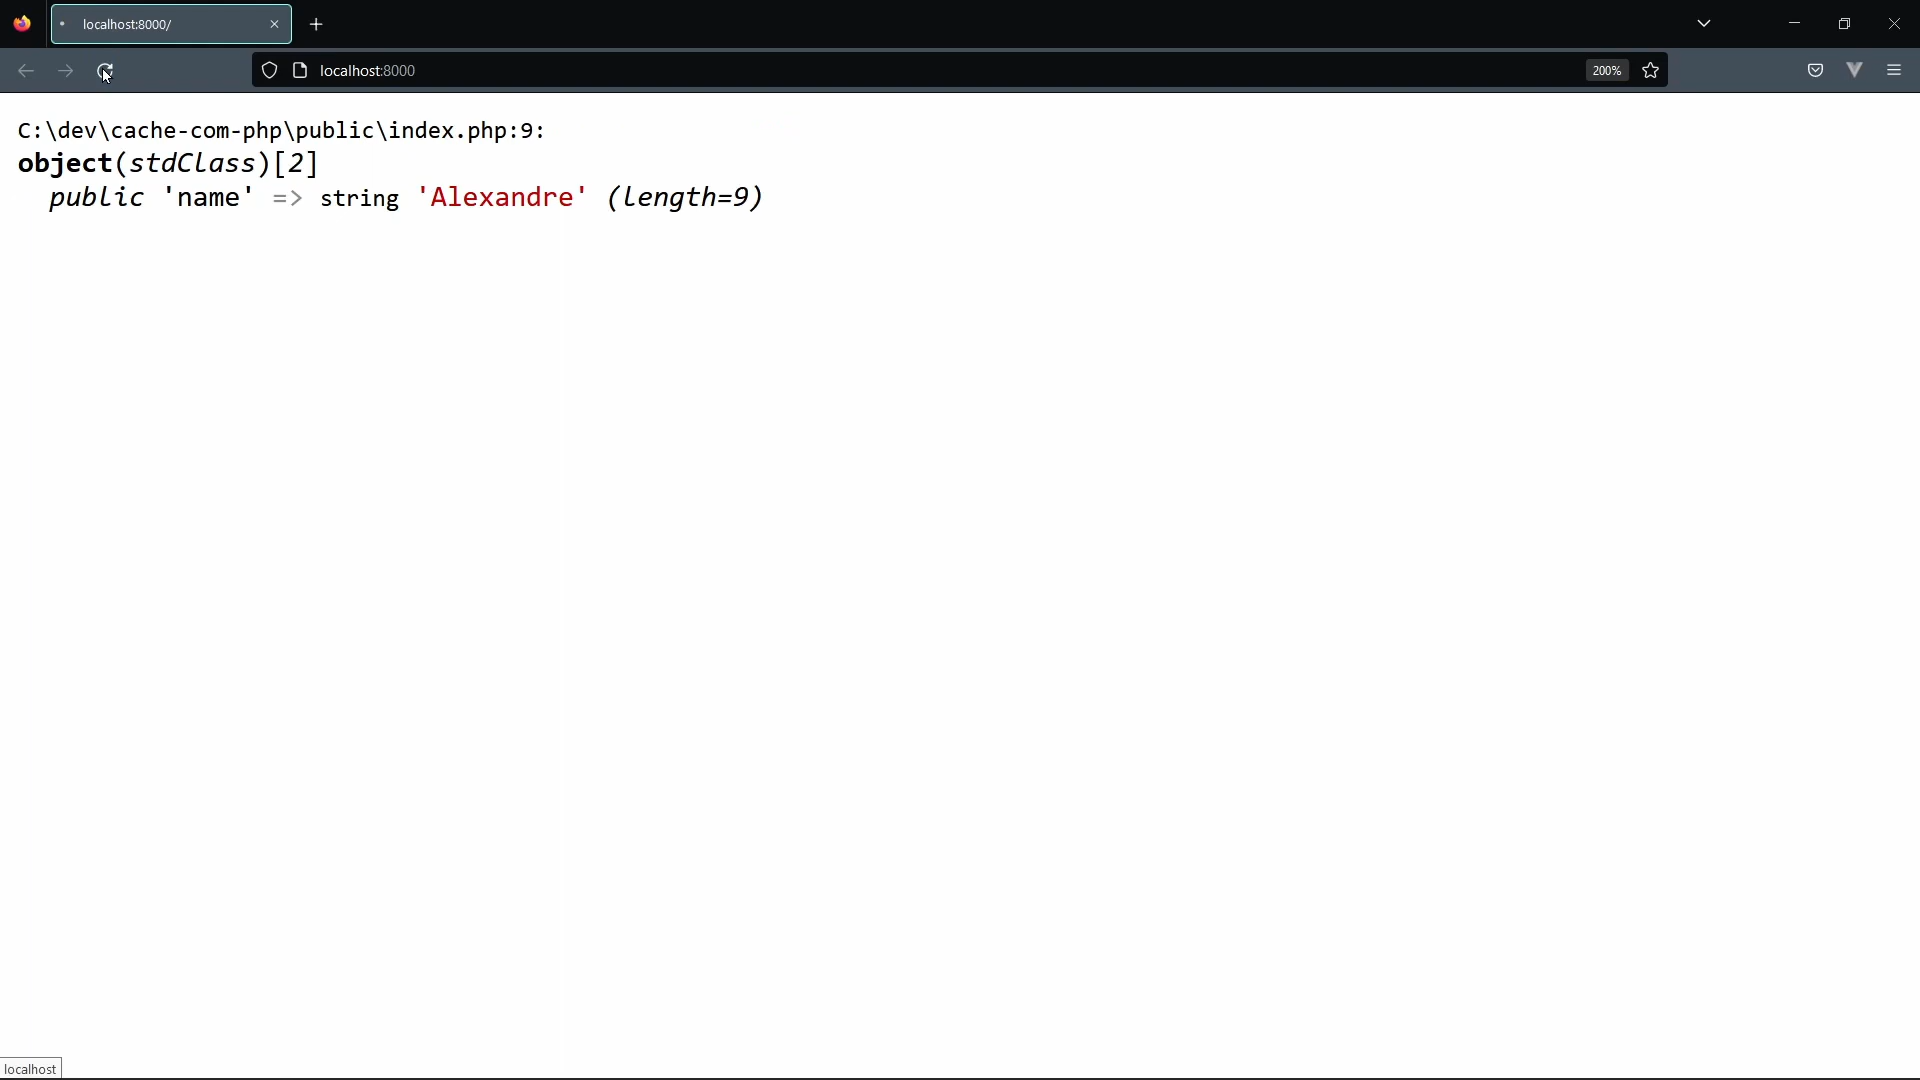 localhost:8000/
localhost:8000
200%
C:\dev\cache-com-php\public\index.php:9:
object(stdClass)[2]
public 'name' => string 'Alexandre' (length=9)
localhost